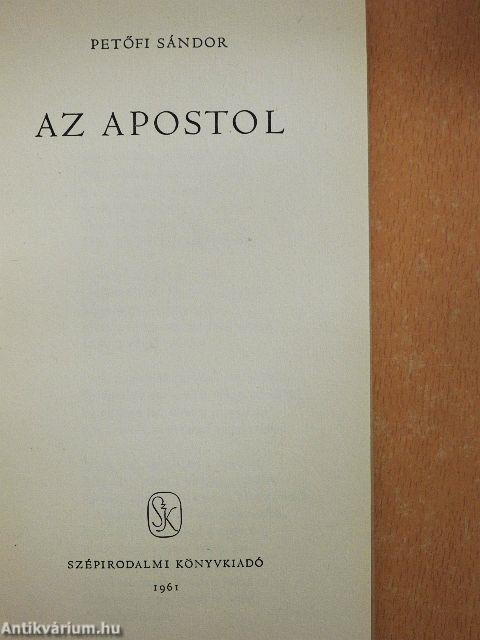 PETŐFI SÁNDOR
AZ APOSTOL
SzK
SZÉPIRODALMI KÖNYVKIADÓ
1961
Antikvárium.hu